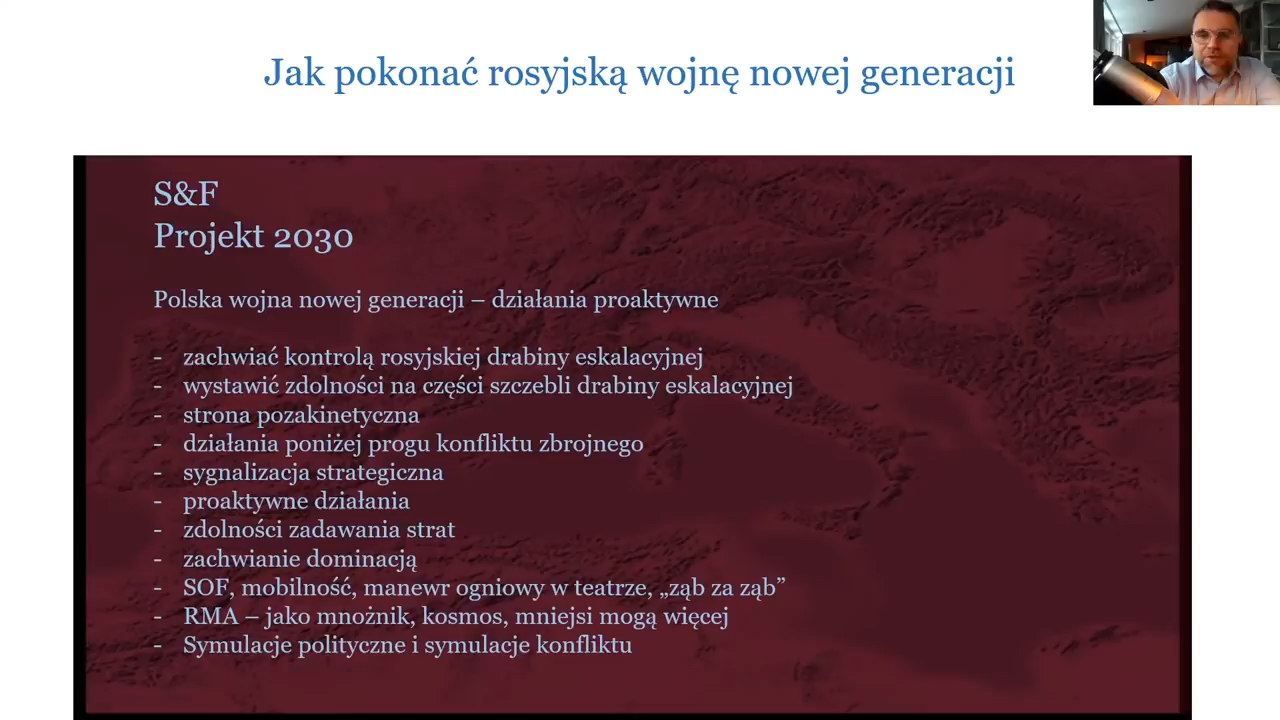 Jak pokonać rosyjską wojnę nowej generacji
S&F
Projekt 2030
Polska wojna nowej generacji – działania proaktywne
- zachwiać kontrolą rosyjskiej drabiny eskalacyjnej
- wystawić zdolności na części szczebli drabiny eskalacyjnej
- strona pozakinetyczna
- działania poniżej progu konfliktu zbrojnego
- sygnalizacja strategiczna
- proaktywne działania
- zdolności zadawania strat
- zachwianie dominacją
- SOF, mobilność, manewr ogniowy w teatrze, „ząb za ząb”
- RMA – jako mnożnik, kosmos, mniejsi mogą więcej
- Symulacje polityczne i symulacje konfliktu